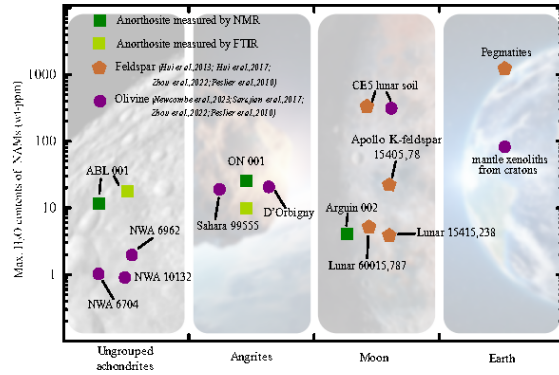 Anorthosite measured by NMR
Anorthosite measured by FTIR
Feldspar (Hui et al.,2013; Hui et al.,2017;
Zhou et al.,2022; Peslier et al.,2010)
Olivine (Newcombe et al.,2023; Sarafian et al.,2017;
Zhou et al.,2022; Peslier et al.,2010)
Max. H2O contents of NAMs (wt-ppm)
1000
100
10
1
ABL 001
NWA 6962
NWA 10132
NWA 6704
ON 001
Sahara 99555
D'Orbigny
CE5 lunar soil
Apollo K-feldspar
15405,78
Arguin 002
Lunar 15415,238
Lunar 60015,787
Pegmatites
mantle xenoliths
from cratons
Ungrouped
achondrites
Angrites
Moon
Earth